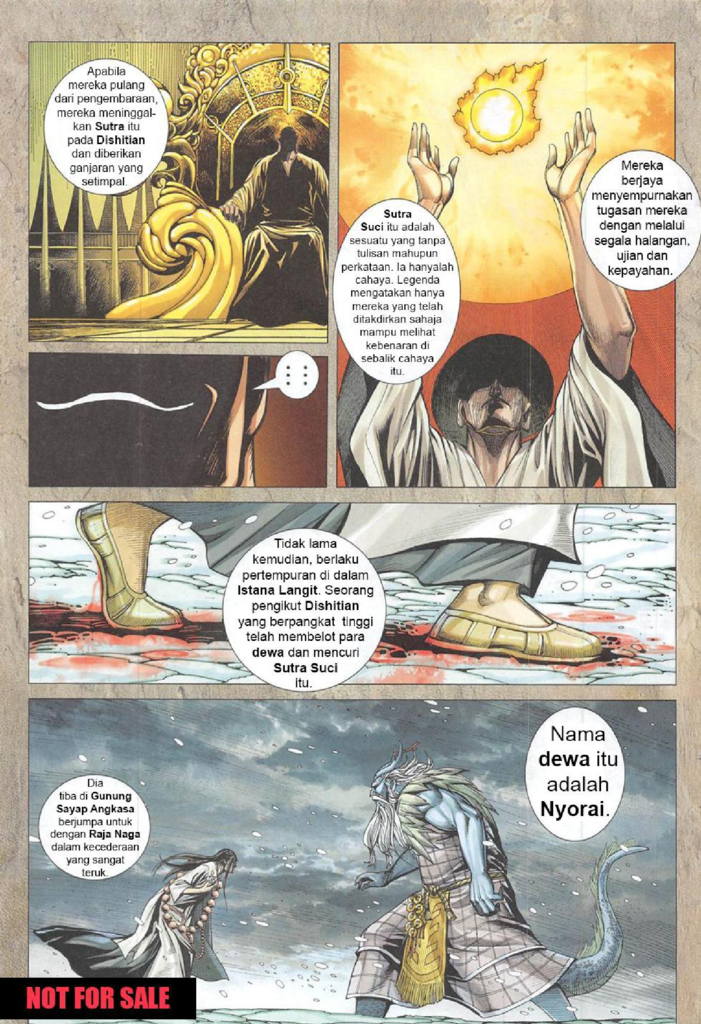 Apabila
mereka pulang
dari pengembaraan,
mereka meninggal-
kan Sutra itu
pada Dishitian
dan diberikan
ganjaran yang
setimpal.
Mereka
berjaya
menyempurnakan
tugasan mereka
dengan melalui
segala halangan,
ujian dan
kepayahan.
Sutra
Suci itu adalah
sesuatu yang tanpa
tulisan mahupun
perkataan. Ia hanyalah
cahaya. Legenda
mengatakan hanya
mereka yang telah
ditakdirkan sahaja
mampu melihat
kebenaran di
sebalik cahaya
itu.
Tidak lama
kemudian, berlaku
pertempuran di dalam
Istana Langit. Seorang
pengikut Dishitian
yang berpangkat tinggi
telah membelot para
dewa dan mencuri
Sutra Suci
itu.
Nama
dewa itu
adalah
Nyorai.
Dia
tiba di Gunung
Sayap Angkasa
berjumpa untuk
dengan Raja Naga
dalam kecederaan
yang sangat
teruk.
NOT FOR SALE